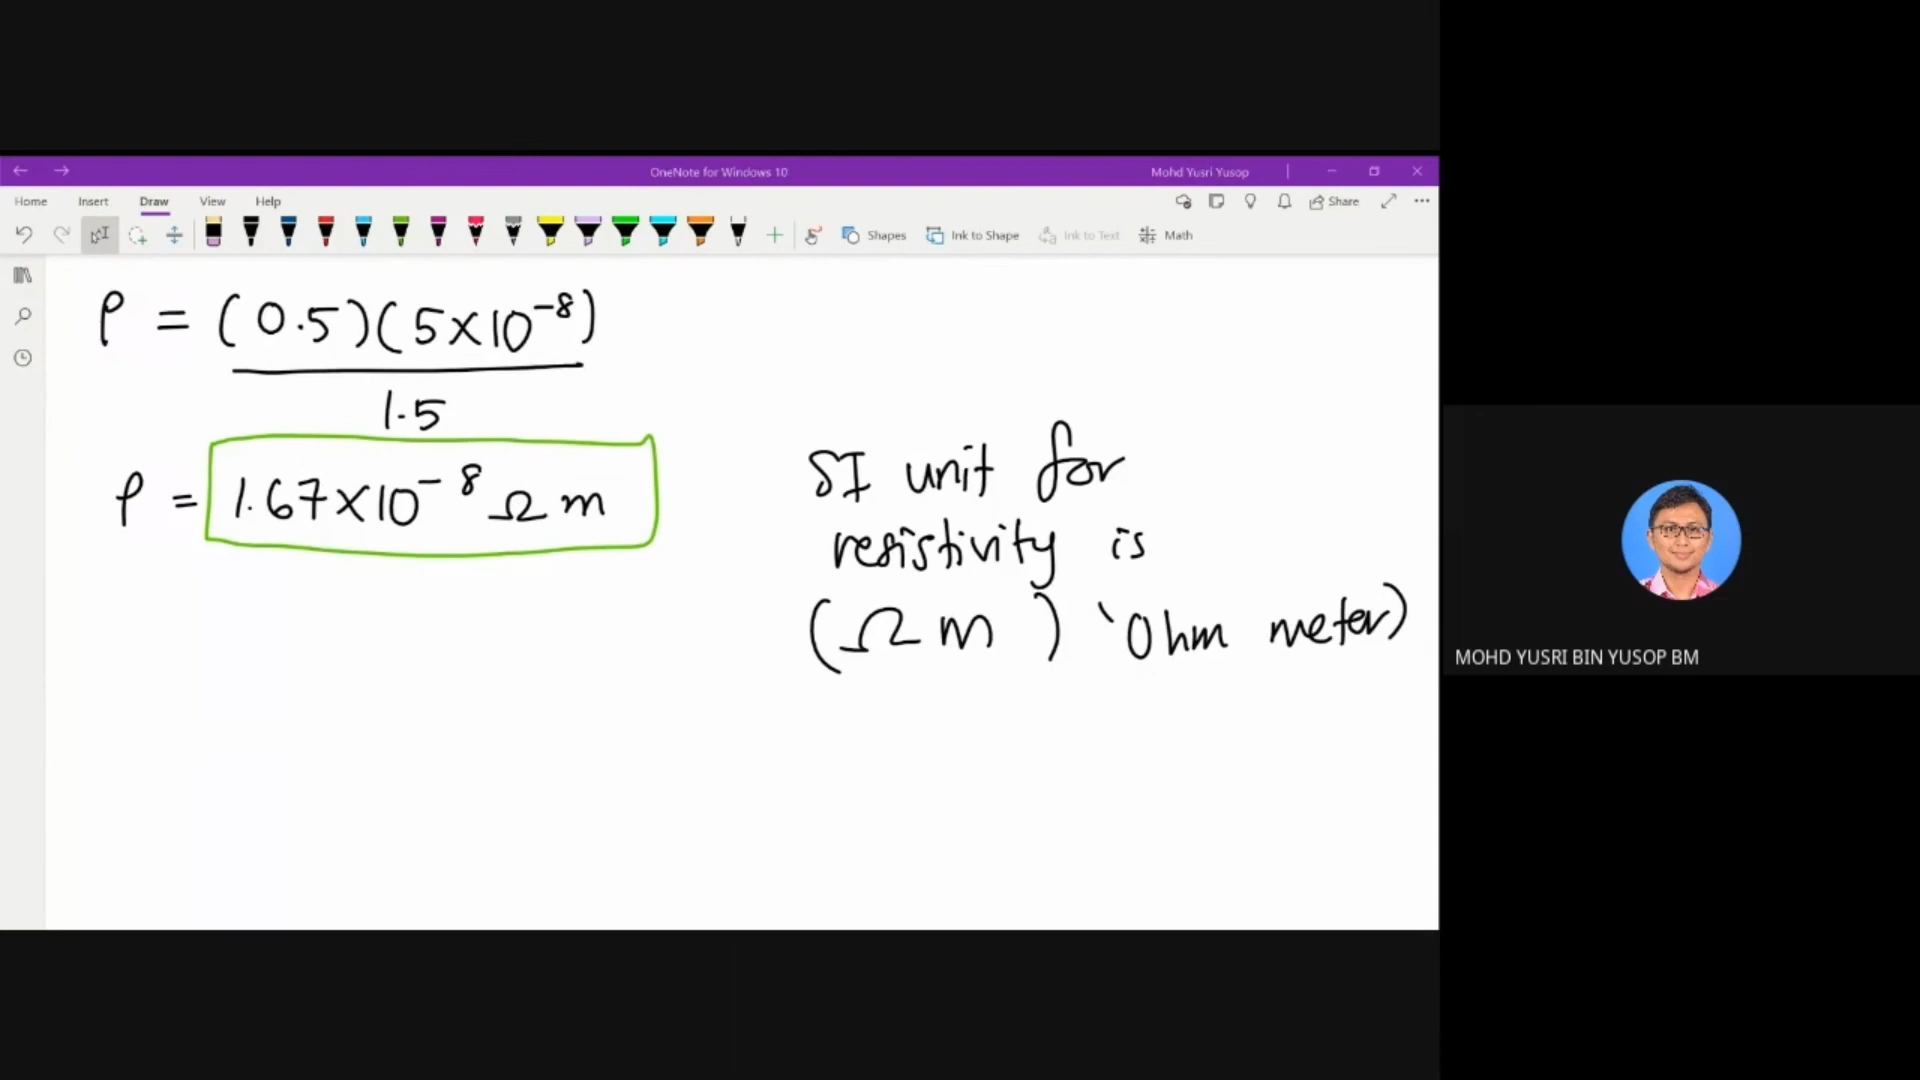 OneNote for Windows 10
Mohd Yusri Yusop
Home Insert Draw View Help
Share
Shapes Ink to Shape Ink to Text Math
ρ = (0.5)(5×10⁻⁸)
1.5
ρ = 1.67×10⁻⁸ Ω m
SI unit for
resistivity is
(Ω m ) `Ohm meter)
MOHD YUSRI BIN YUSOP BM